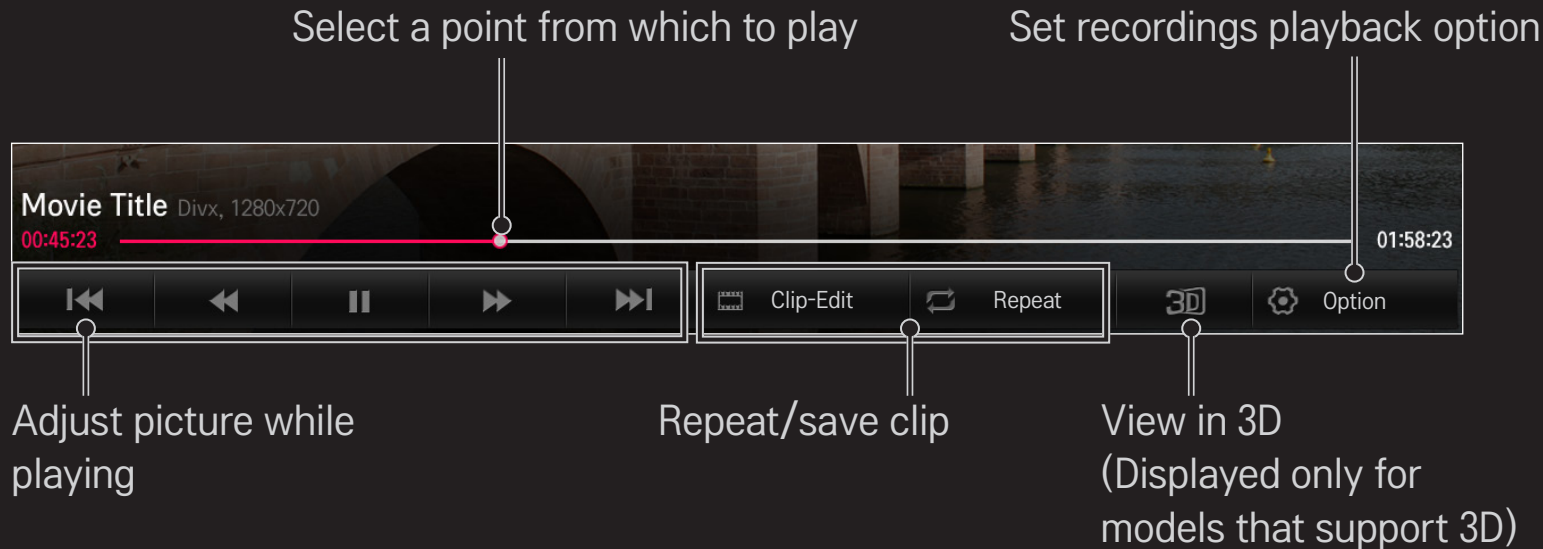 Select a point from which to play
Set recordings playback option
Movie Title Divx, 1280x720
00:45:23
01:58:23
Clip-Edit
Repeat
3D
Option
Adjust picture while
playing
Repeat/save clip
View in 3D
(Displayed only for
models that support 3D)